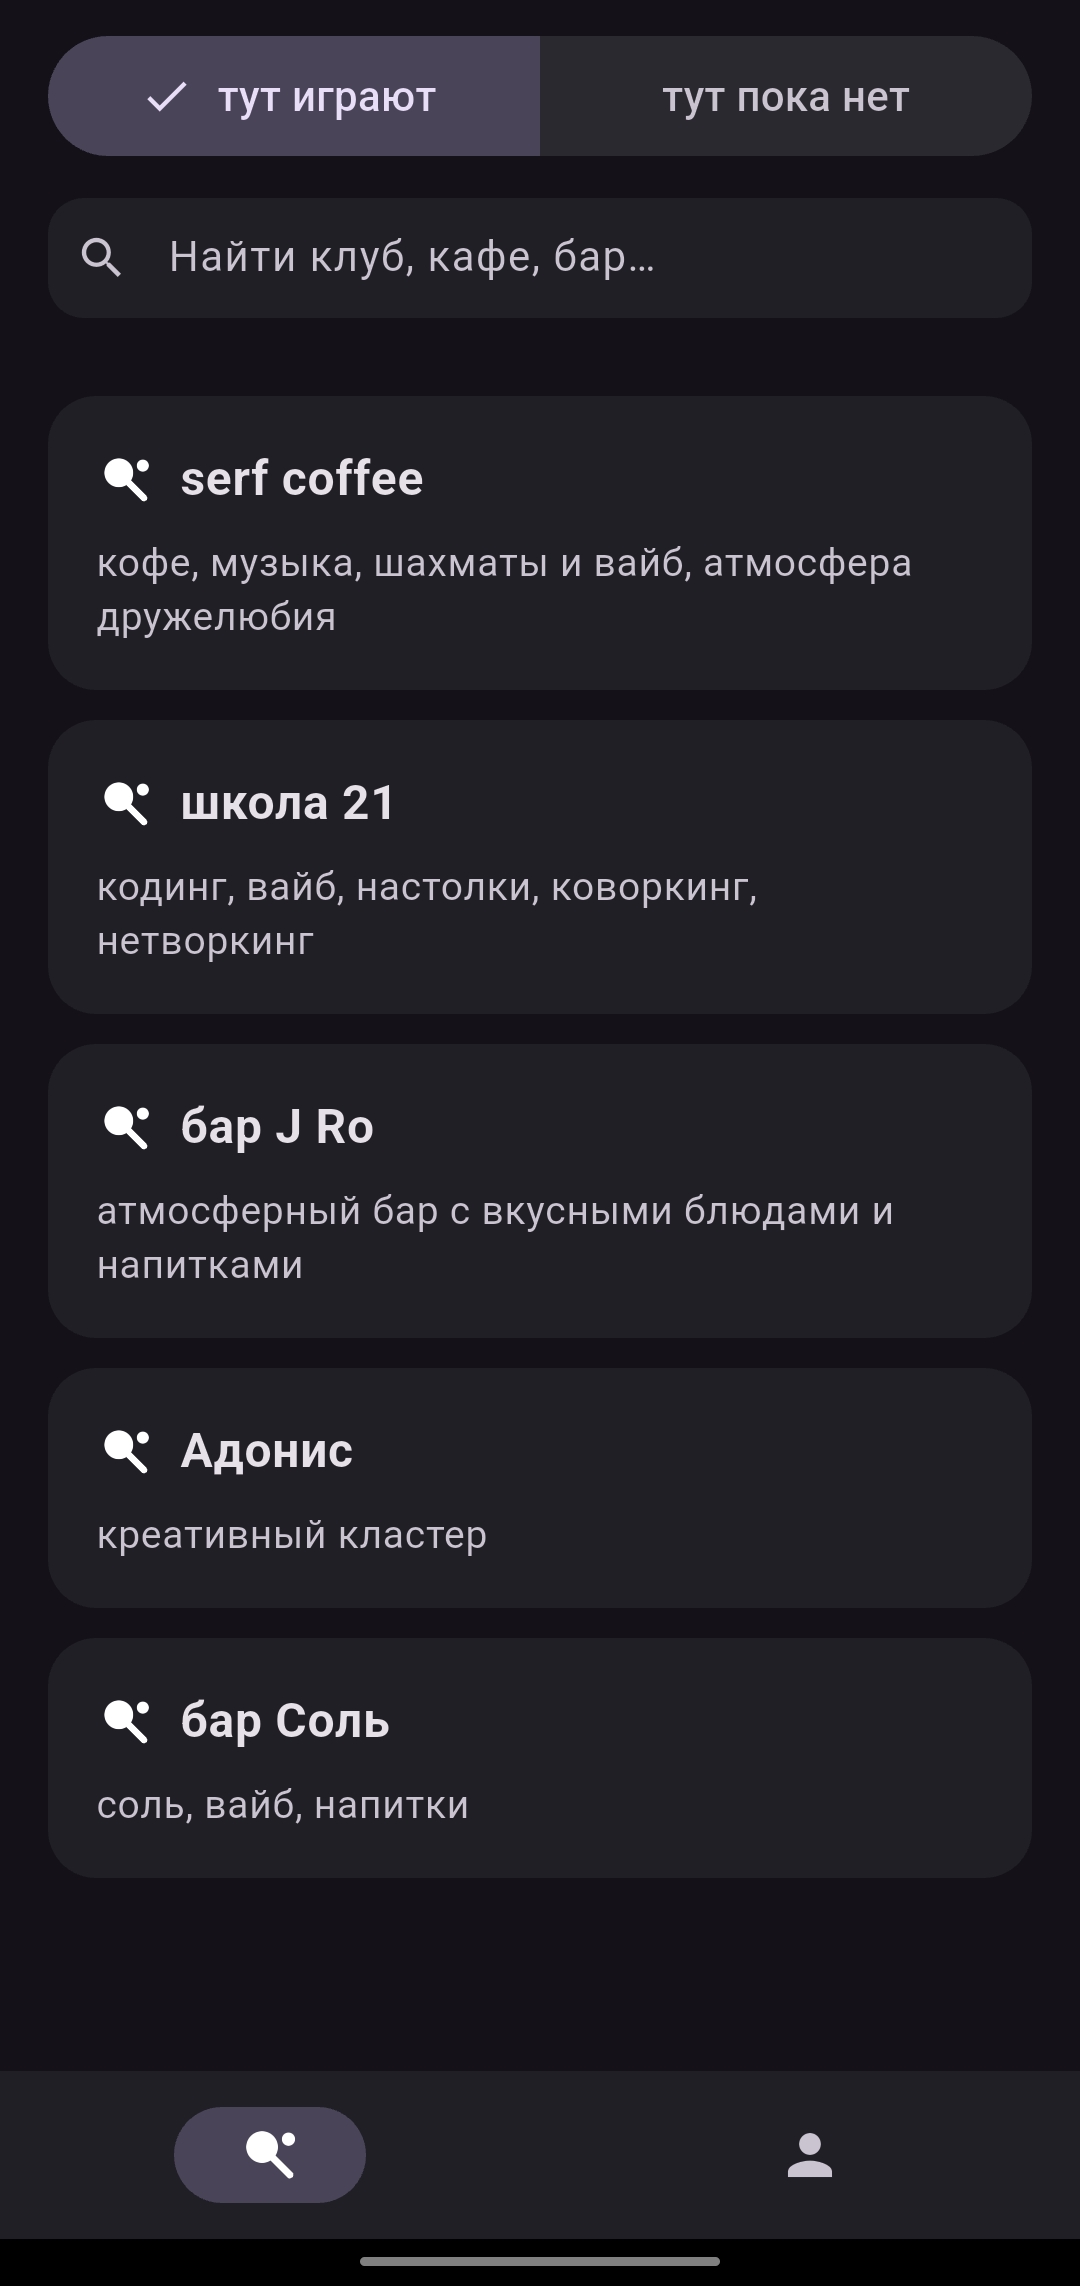 тут играют
тут пока нет
Найти клуб, кафе, бар…
serf coffee
кофе, музыка, шахматы и вайб, атмосфера
дружелюбия
школа 21
кодинг, вайб, настолки, коворкинг,
нетворкинг
бар J Ro
атмосферный бар с вкусными блюдами и
напитками
Адонис
креативный кластер
бар Соль
соль, вайб, напитки